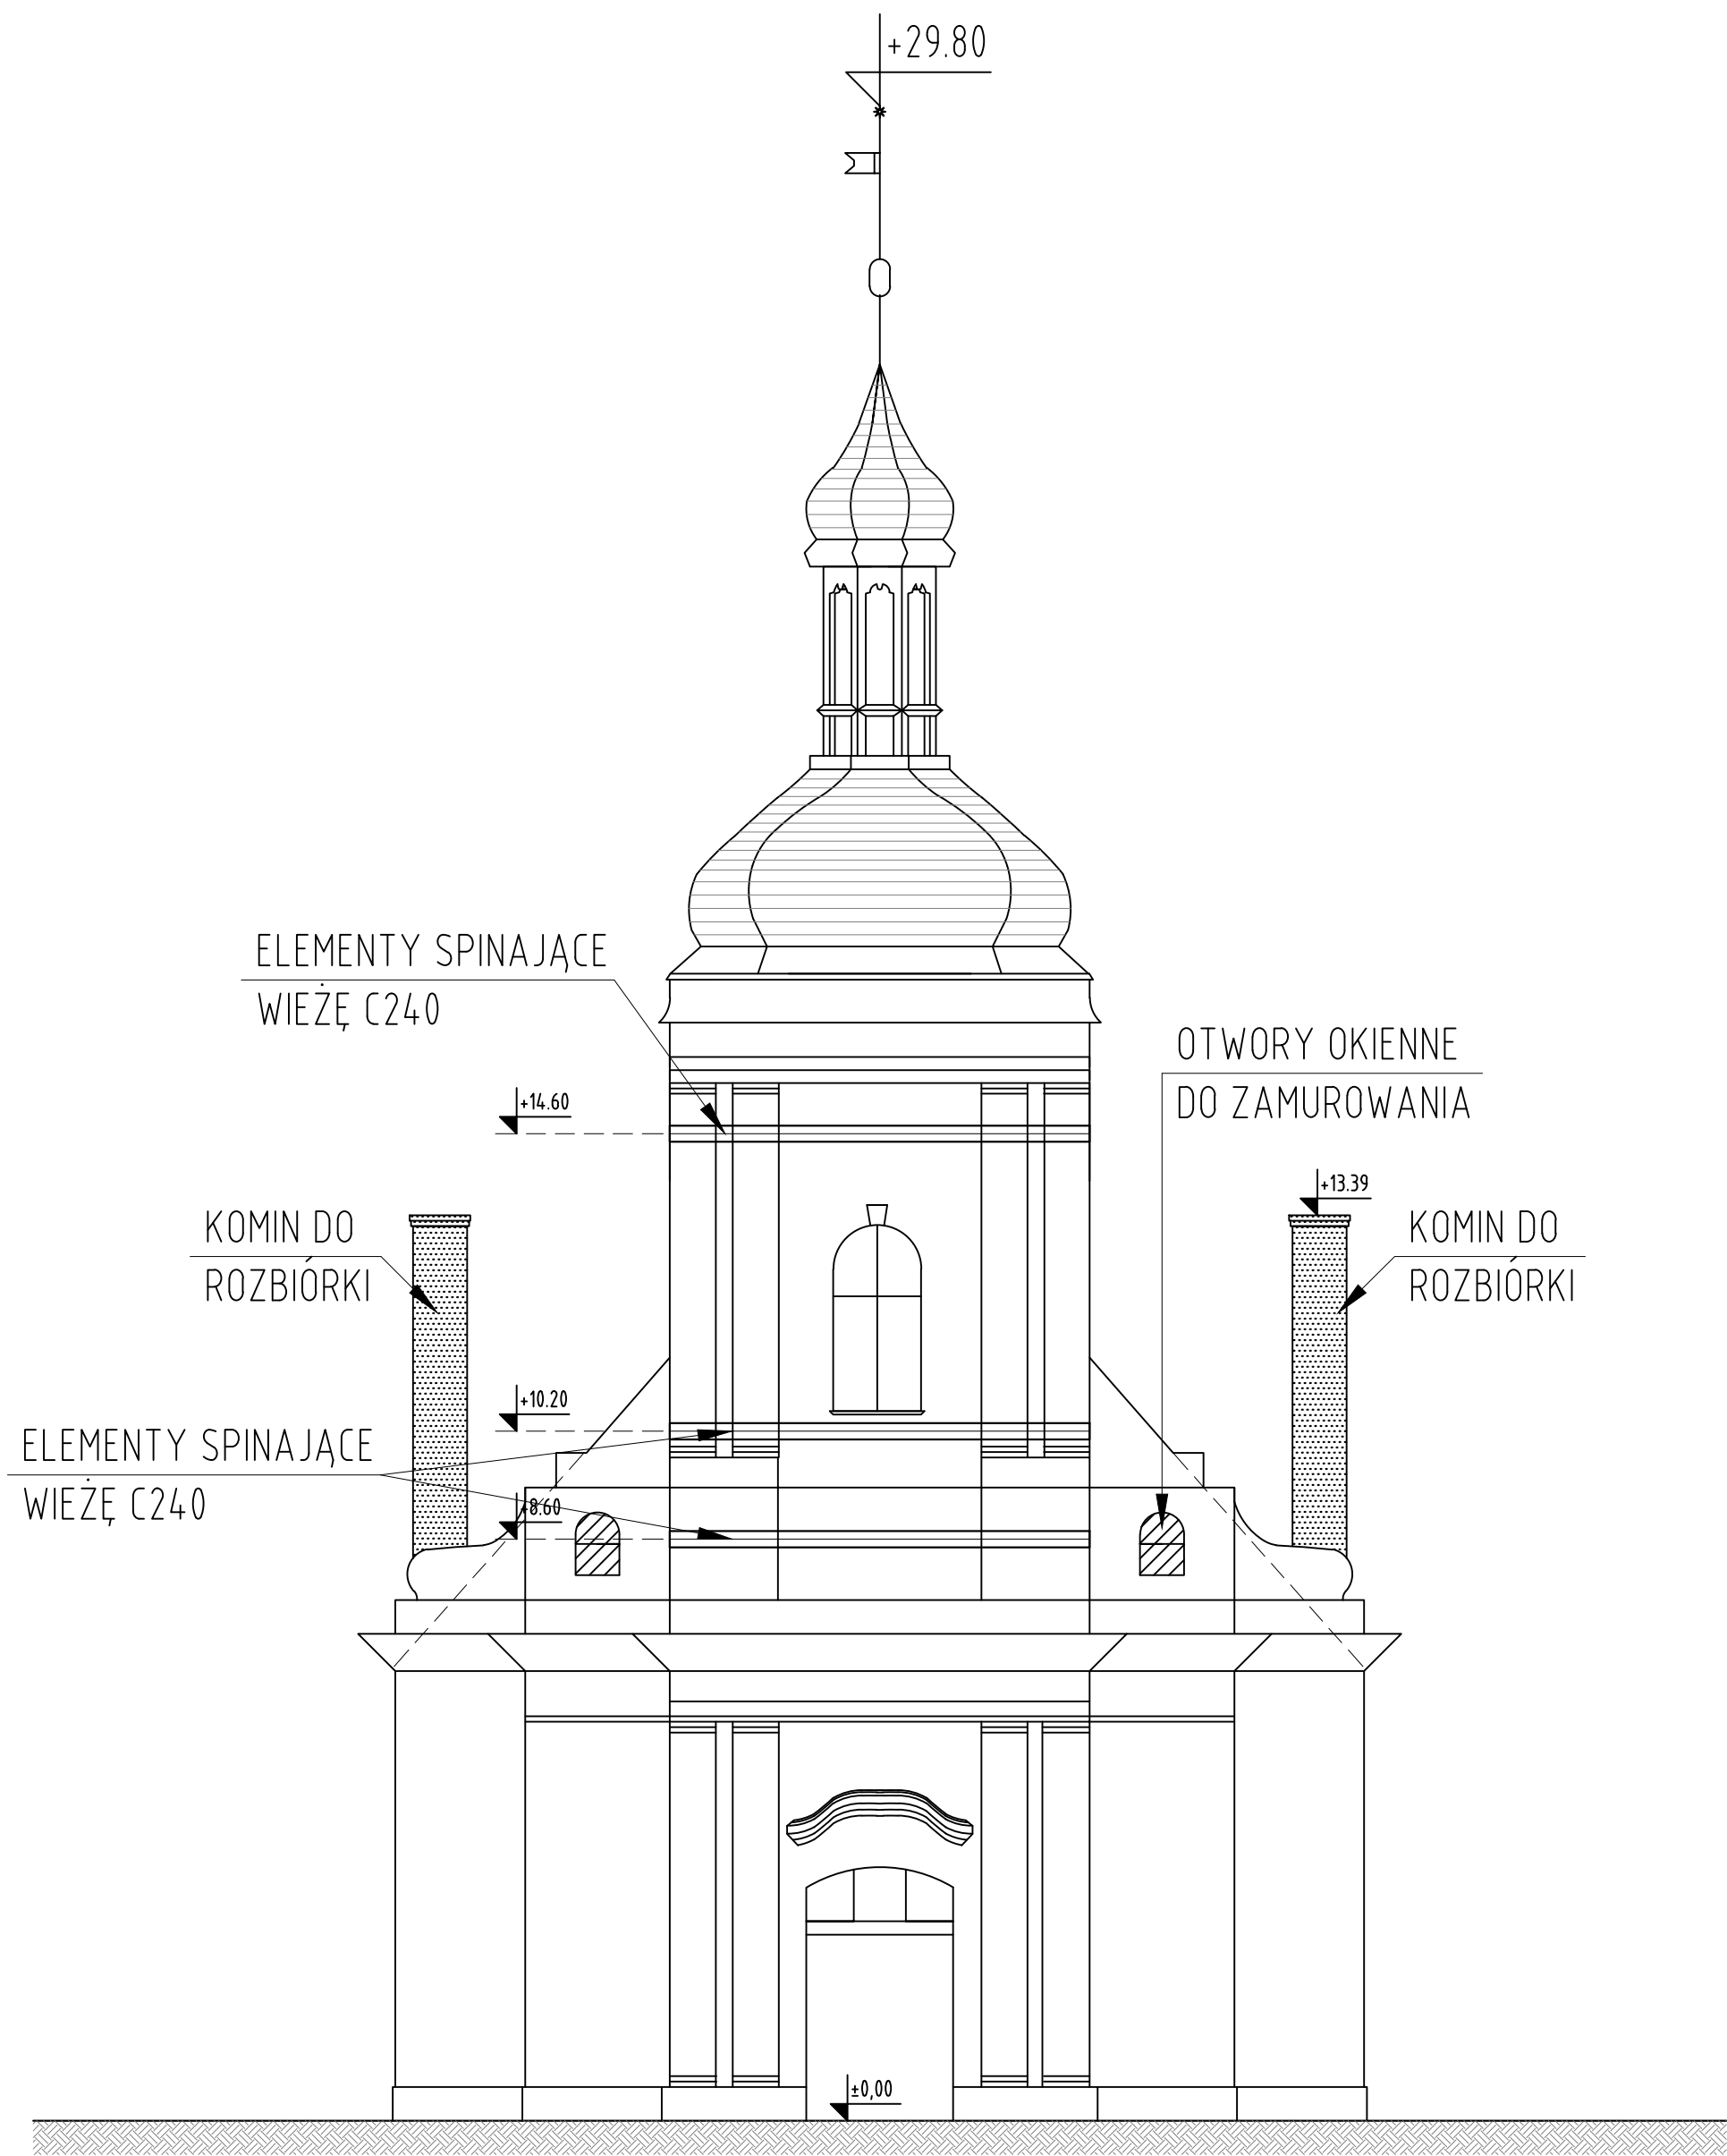 +29.80
ELEMENTY SPINAJĄCE
WIEŻĘ C240
OTWORY OKIENNE
DO ZAMUROWANIA
+14.60
+13.39
KOMIN DO
ROZBIÓRKI
KOMIN DO
ROZBIÓRKI
+10.20
ELEMENTY SPINAJĄCE
WIEŻĘ C240
+8.60
±0,00